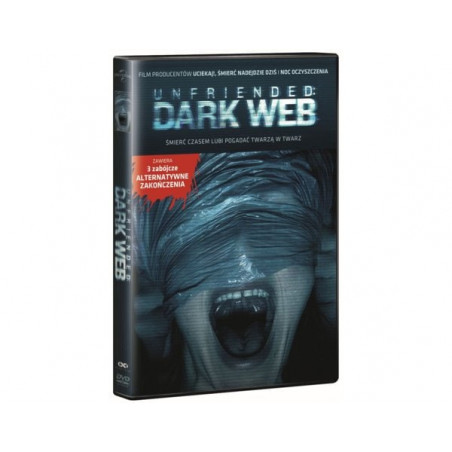 FILM PRODUCENTÓW UCIEKAJ!, ŚMIERĆ NADEJDZIE DZIŚ I NOC OCZYSZCZENIA
UNFRIENDED:
DARK WEB
ŚMIERĆ CZASEM LUBI POGADAĆ TWARZĄ W TWARZ
ZAWIERA
3 zabójcze
ALTERNATYWNE
ZAKOŃCZENIA
UNFRIENDED:
DARK WEB
DVD